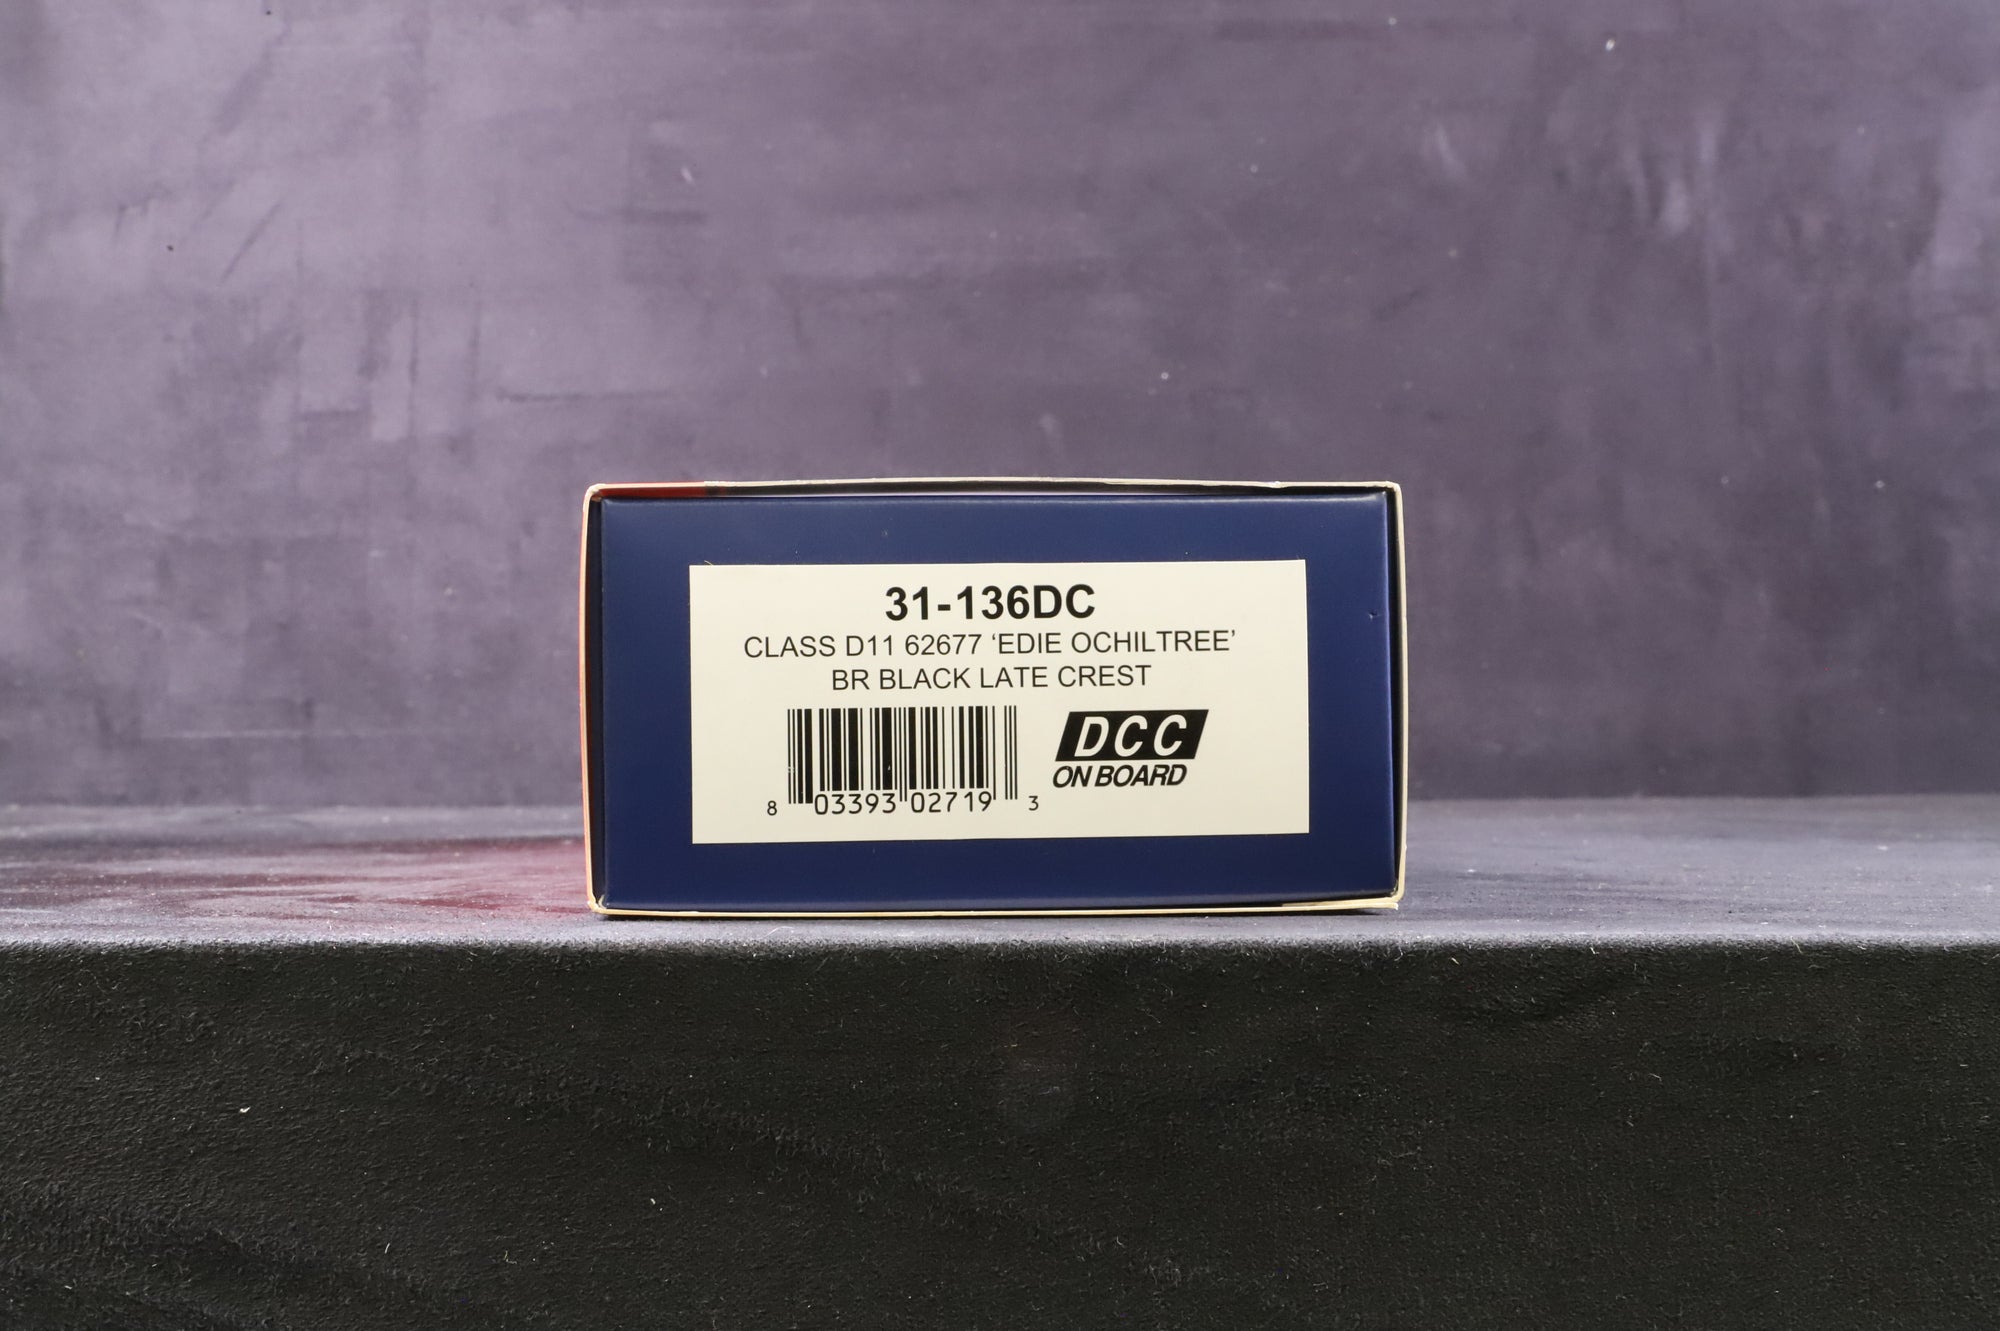 31-136DC
CLASS D11 62677 ‘EDIE OCHILTREE’
BR BLACK LATE CREST
DCC
ON BOARD
8 03393 02719 3